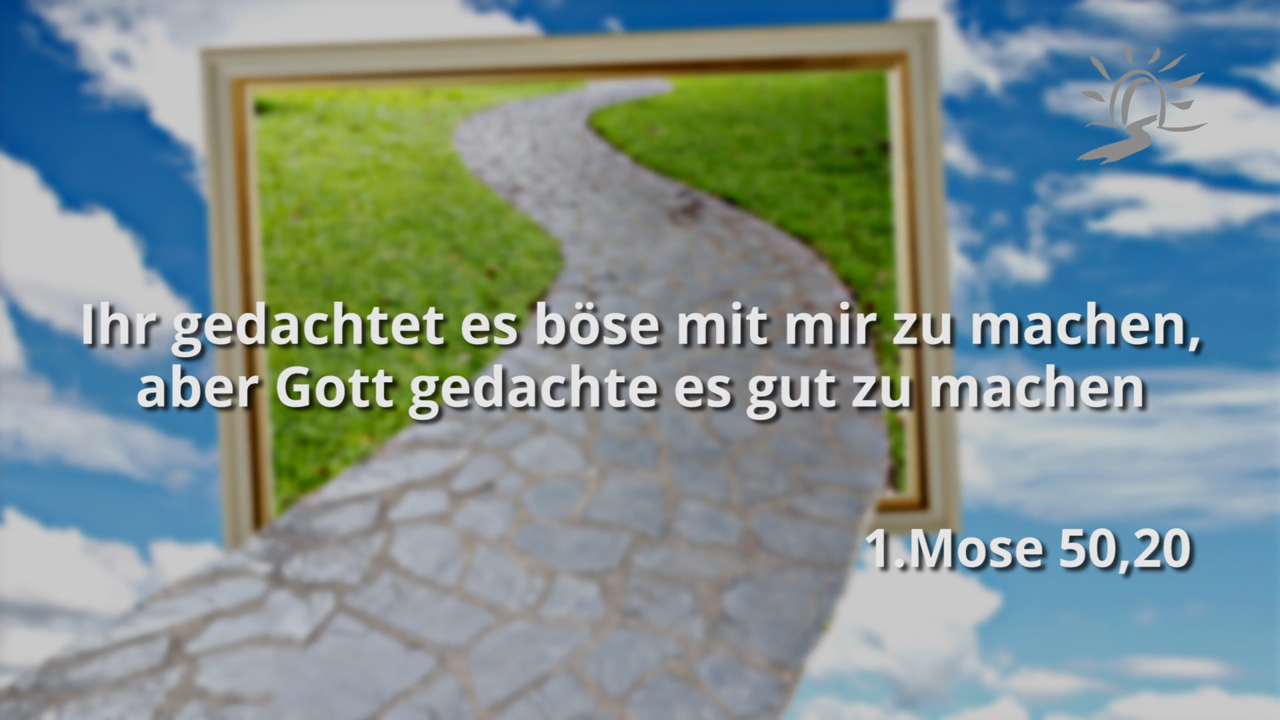 Ihr gedachtet es böse mit mir zu machen,
aber Gott gedachte es gut zu machen
1.Mose 50,20